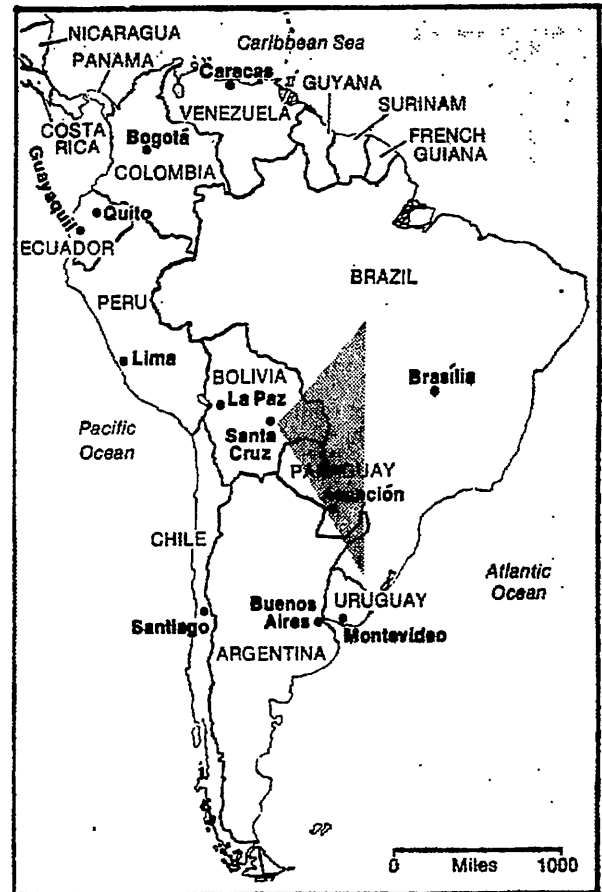 NICARAGUA
PANAMA
Caribbean Sea
Caracas
GUYANA
VENEZUELA
SURINAM
COSTA
RICA
Bogotá
FRENCH
GUIANA
COLOMBIA
Guayaquil
Quito
ECUADOR
BRAZIL
PERU
Lima
BOLIVIA
La Paz
Brasília
Santa
Cruz
Pacific
Ocean
PARAGUAY
Asunción
CHILE
Atlantic
Ocean
Buenos
Aires
URUGUAY
Santiago
Montevideo
ARGENTINA
0 Miles 1000